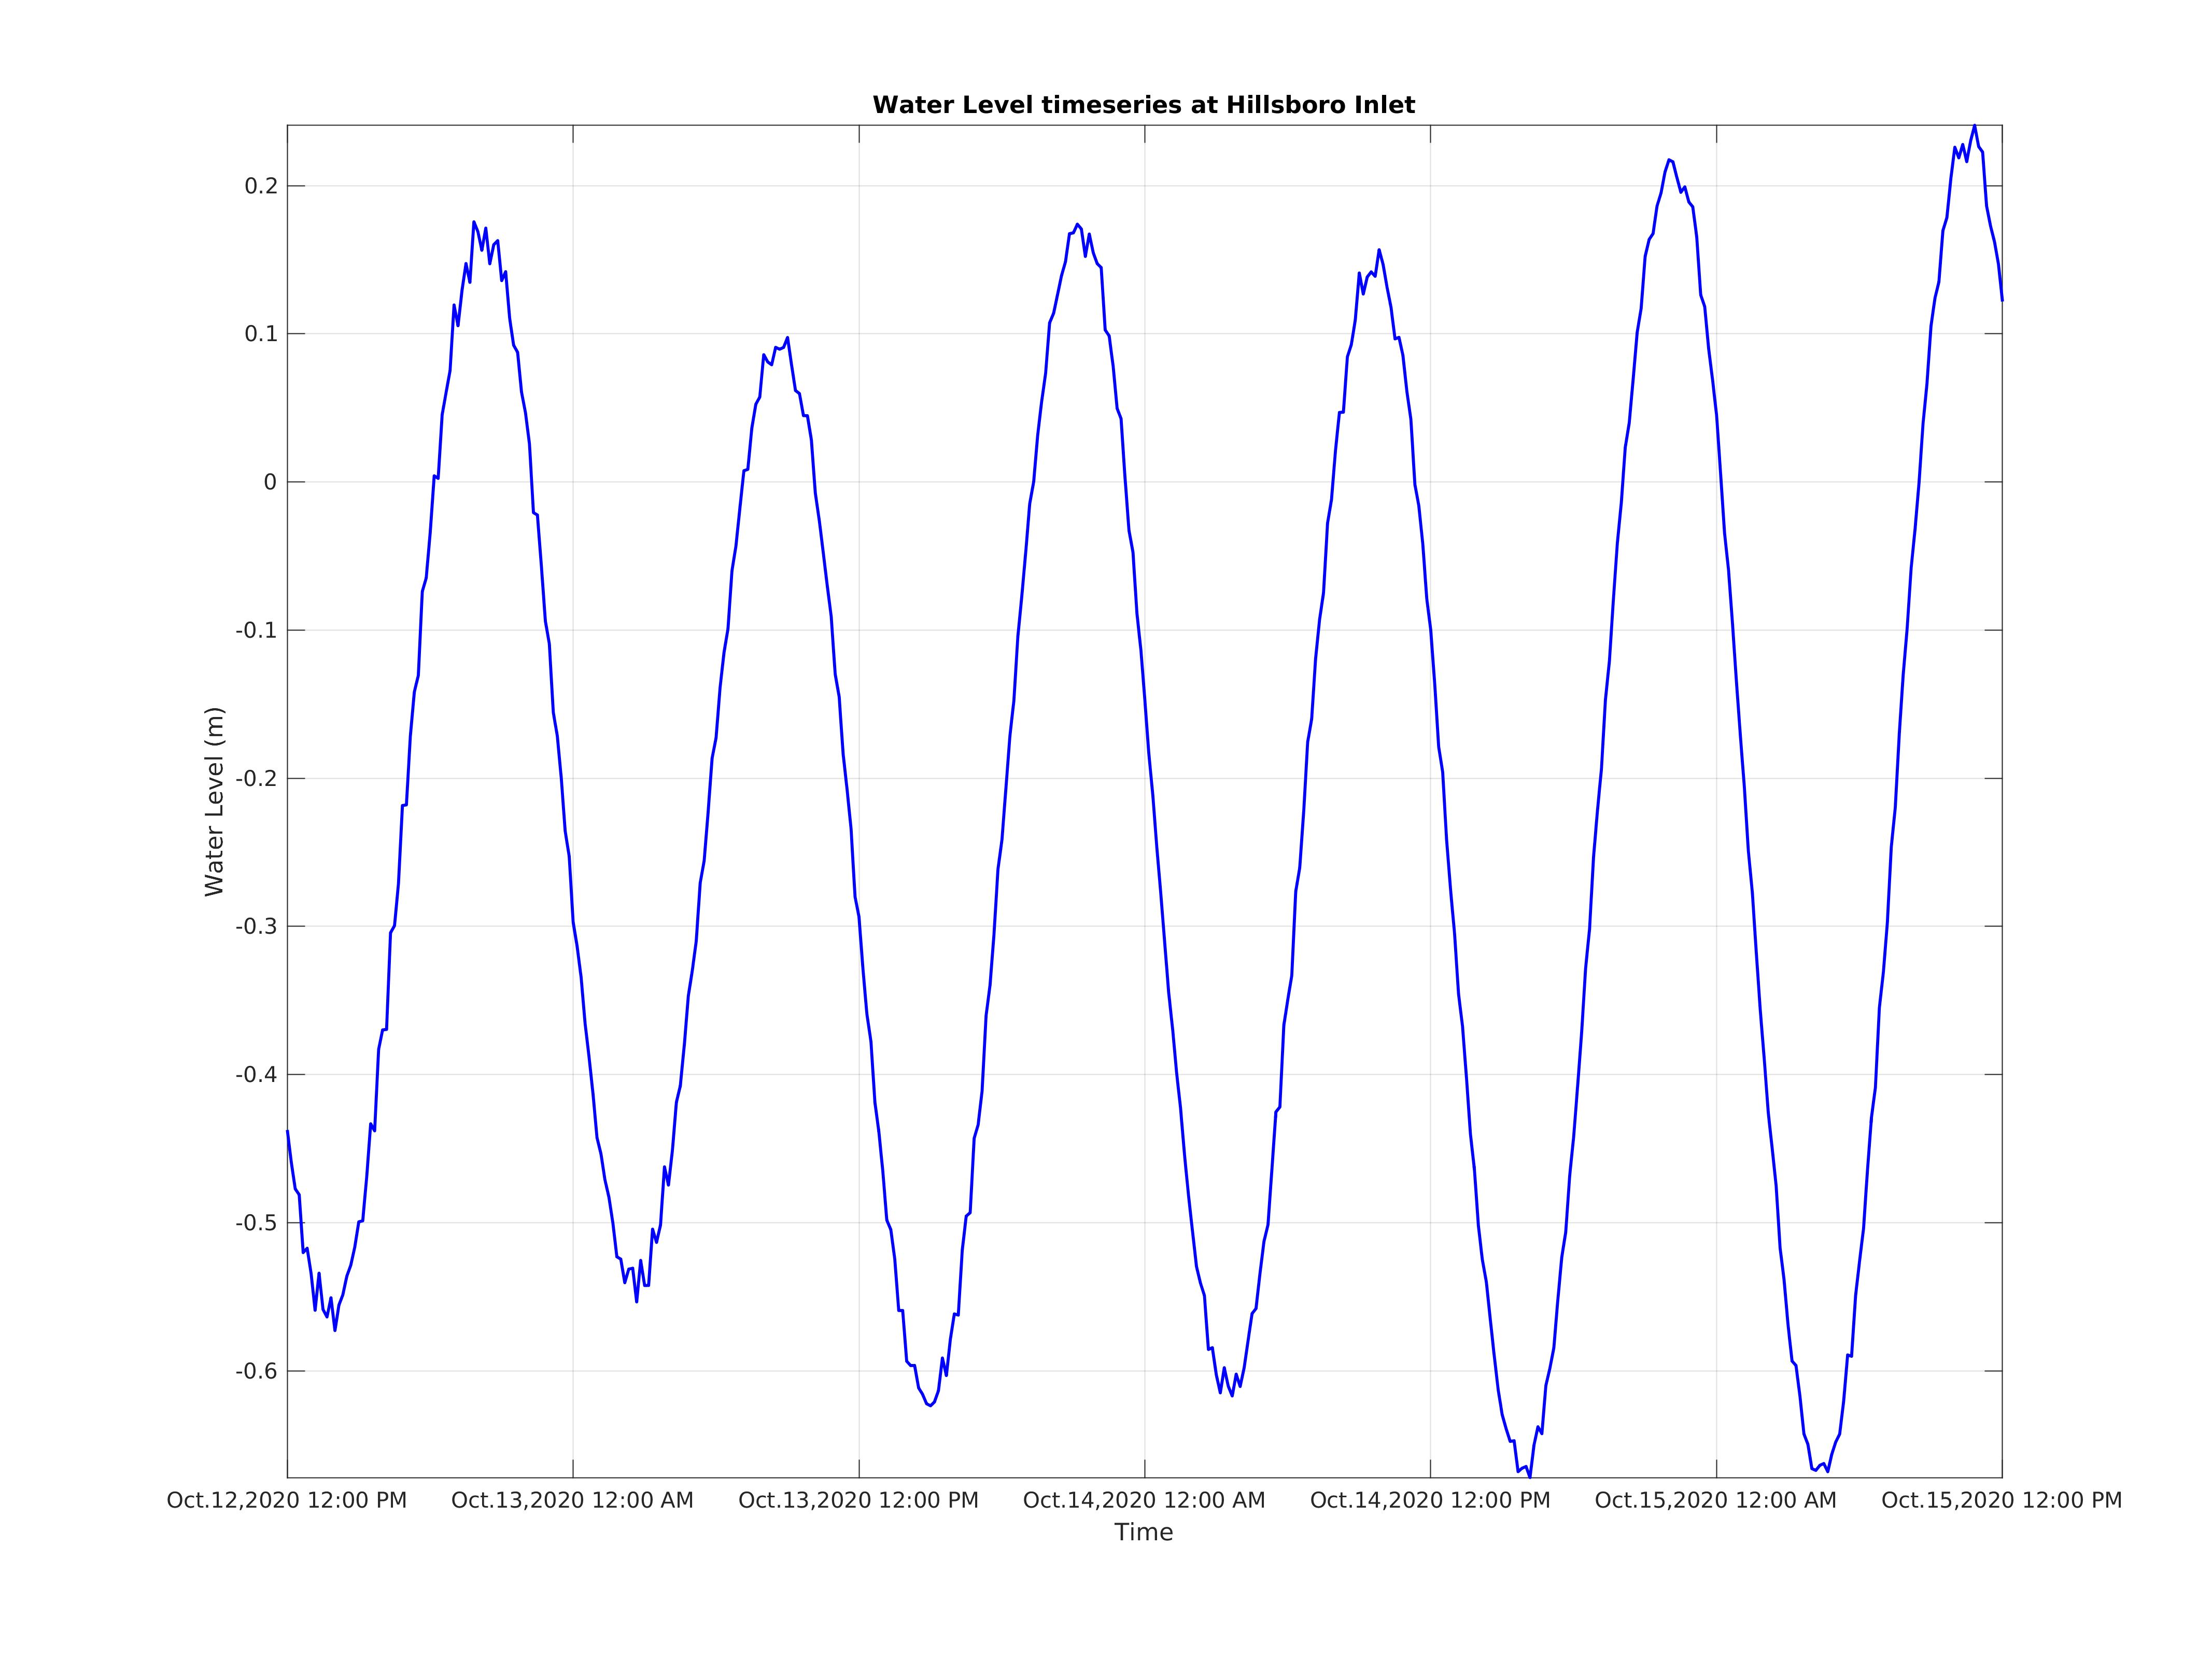 Water Level timeseries at Hillsboro Inlet
0.2
0.1
0
-0.1
-0.2
-0.3
-0.4
-0.5
-0.6
Water Level (m)
Oct.12,2020 12:00 PM
Oct.13,2020 12:00 AM
Oct.13,2020 12:00 PM
Oct.14,2020 12:00 AM
Oct.14,2020 12:00 PM
Oct.15,2020 12:00 AM
Oct.15,2020 12:00 PM
Time